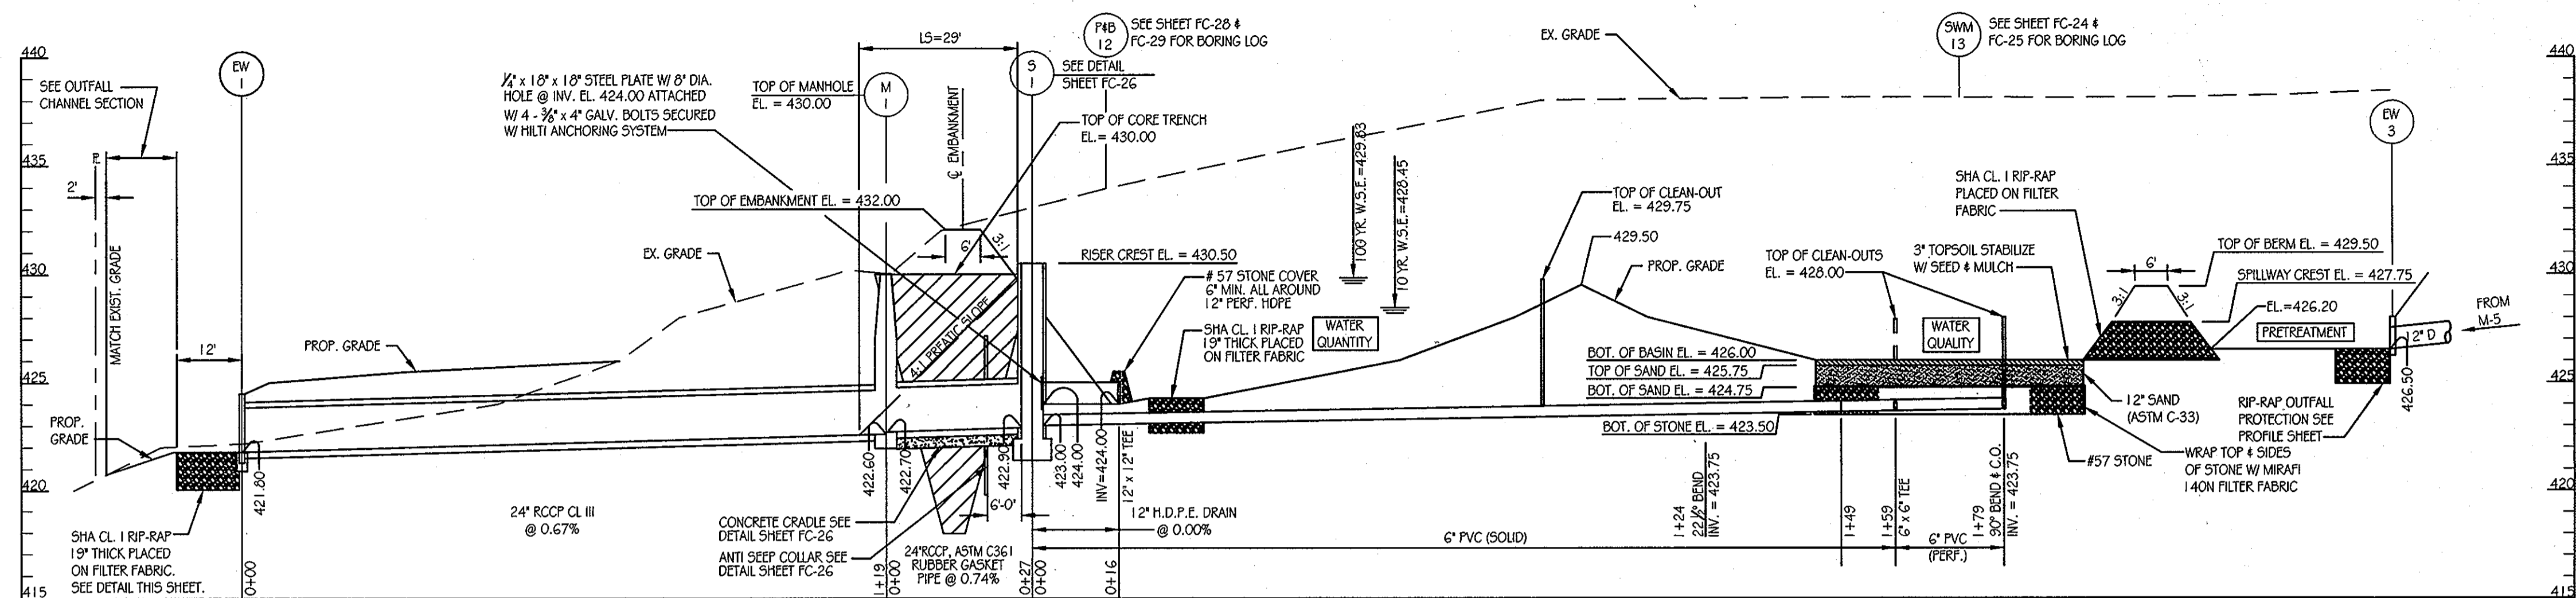 440
435
430
425
420
415
SEE OUTFALL
CHANNEL SECTION
EW
1
2'
MATCH EXIST. GRADE
12'
PROP. GRADE
PROP.
GRADE
SHA CL. I RIP-RAP
19" THICK PLACED
ON FILTER FABRIC.
SEE DETAIL THIS SHEET.
421.80
0+00
24" RCCP CL III
@ 0.67%
1/4" x 18" x 18" STEEL PLATE W/ 8" DIA.
HOLE @ INV. EL. 424.00 ATTACHED
W/ 4 - 3/8" x 4" GALV. BOLTS SECURED
W/ HILTI ANCHORING SYSTEM
EX. GRADE
TOP OF EMBANKMENT EL. = 432.00
TOP OF MANHOLE
EL. = 430.00
M
1
LS=29'
℄ EMBANKMENT
S
1
SEE DETAIL
SHEET FC-26
P&B
12
SEE SHEET FC-28 &
FC-29 FOR BORING LOG
TOP OF CORE TRENCH
EL. = 430.00
6'
3:1
4:1 PREATIC SLOPE
RISER CREST EL. = 430.50
# 57 STONE COVER
6" MIN. ALL AROUND
12" PERF. HDPE
SHA CL. I RIP-RAP
19" THICK PLACED
ON FILTER FABRIC
WATER
QUANTITY
422.60
422.70
422.90
423.00
424.00
INV=424.00
12" x 12" TEE
6'-0"
CONCRETE CRADLE SEE
DETAIL SHEET FC-26
ANTI SEEP COLLAR SEE
DETAIL SHEET FC-26
24"RCCP, ASTM C361
RUBBER GASKET
PIPE @ 0.74%
1+19
0+00
0+27
0+00
0+16
12" H.D.P.E. DRAIN
@ 0.00%
6" PVC (SOLID)
100 YR. W.S.E.=429.83
10 YR. W.S.E.=428.45
EX. GRADE
TOP OF CLEAN-OUT
EL. = 429.75
429.50
PROP. GRADE
TOP OF CLEAN-OUTS
EL. = 428.00
BOT. OF BASIN EL. = 426.00
TOP OF SAND EL. = 425.75
BOT. OF SAND EL. = 424.75
BOT. OF STONE EL. = 423.50
1+24
22½° BEND
INV. = 423.75
1+49
1+59
6" x 6" TEE
1+79
90° BEND & C.O.
INV. = 423.75
6" PVC
(PERF.)
SWM
13
SEE SHEET FC-24 &
FC-25 FOR BORING LOG
3" TOPSOIL STABILIZE
W/ SEED & MULCH
WATER
QUALITY
SHA CL. I RIP-RAP
PLACED ON FILTER
FABRIC
6'
3:1
3:1
TOP OF BERM EL. = 429.50
SPILLWAY CREST EL. = 427.75
EL.=426.20
PRETREATMENT
12" SAND
(ASTM C-33)
#57 STONE
WRAP TOP & SIDES
OF STONE W/ MIRAFI
140N FILTER FABRIC
RIP-RAP OUTFALL
PROTECTION SEE
PROFILE SHEET
EW
3
12" D
FROM
M-5
426.50
440
435
430
425
420
415